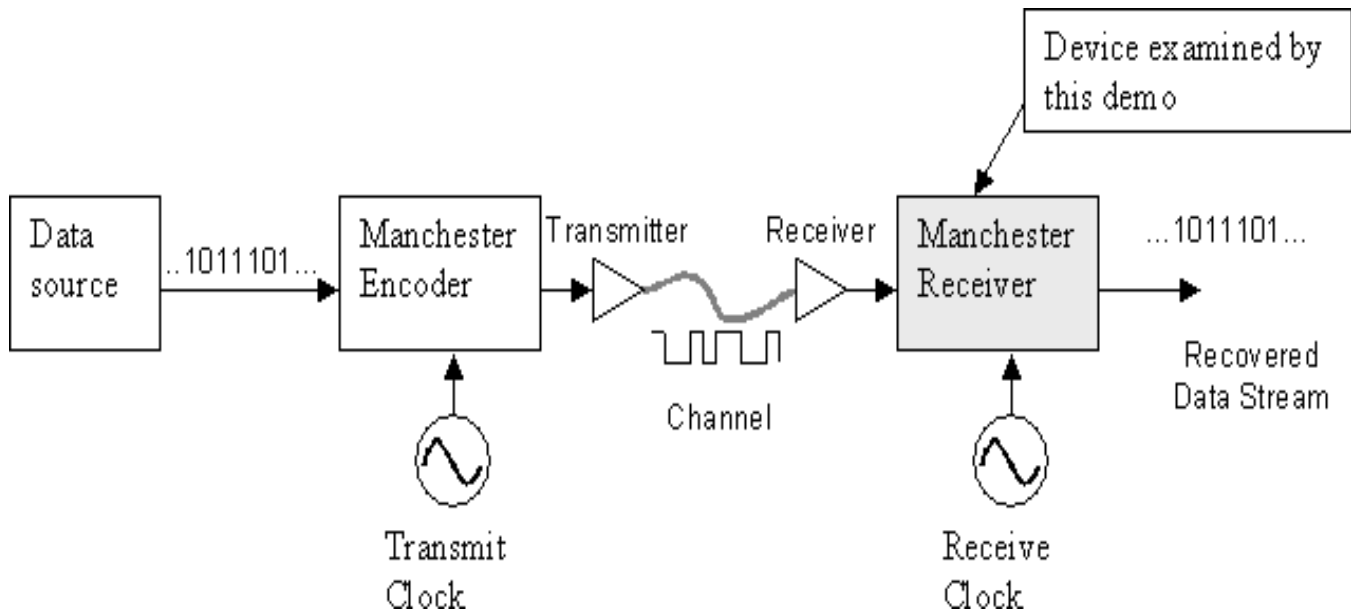 Device examined by
this demo
Data
source
..1011101...
Manchester
Encoder
Transmitter
Receiver
Manchester
Receiver
...1011101...
Recovered
Data Stream
Channel
Transmit
Clock
Receive
Clock